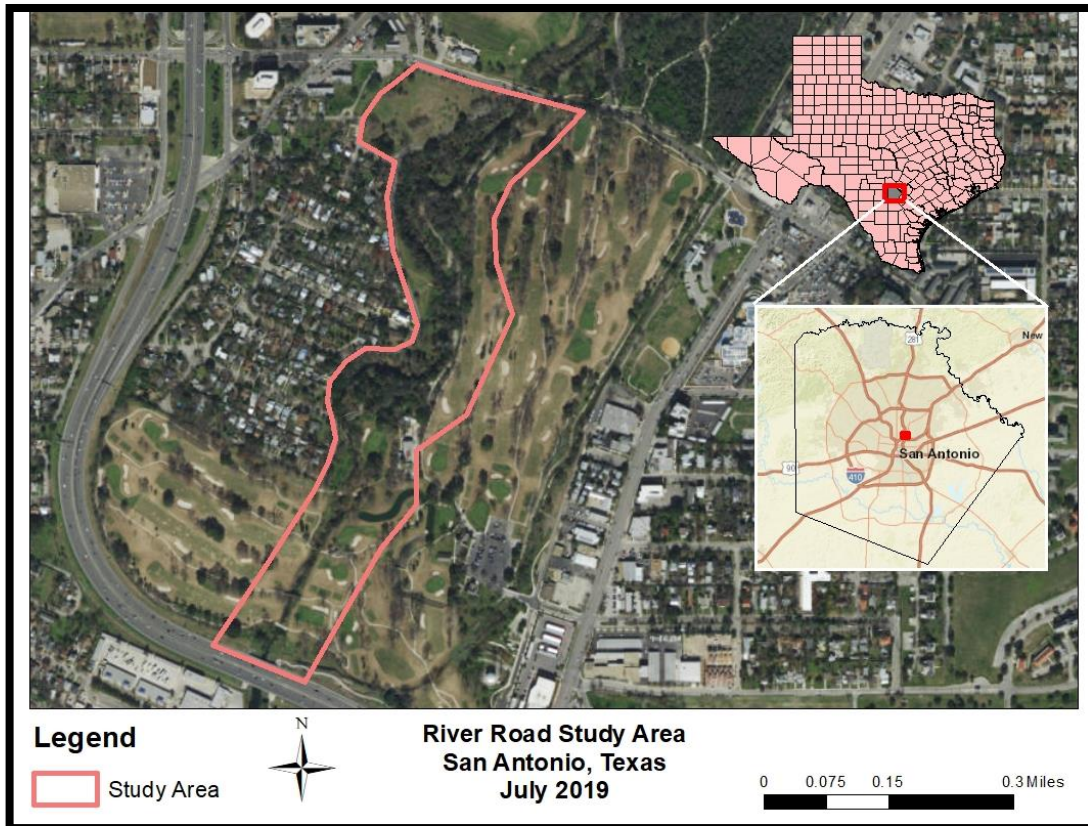 281
New
San Antonio
90
410
Legend
Study Area
N
River Road Study Area
San Antonio, Texas
July 2019
0 0.075 0.15 0.3 Miles